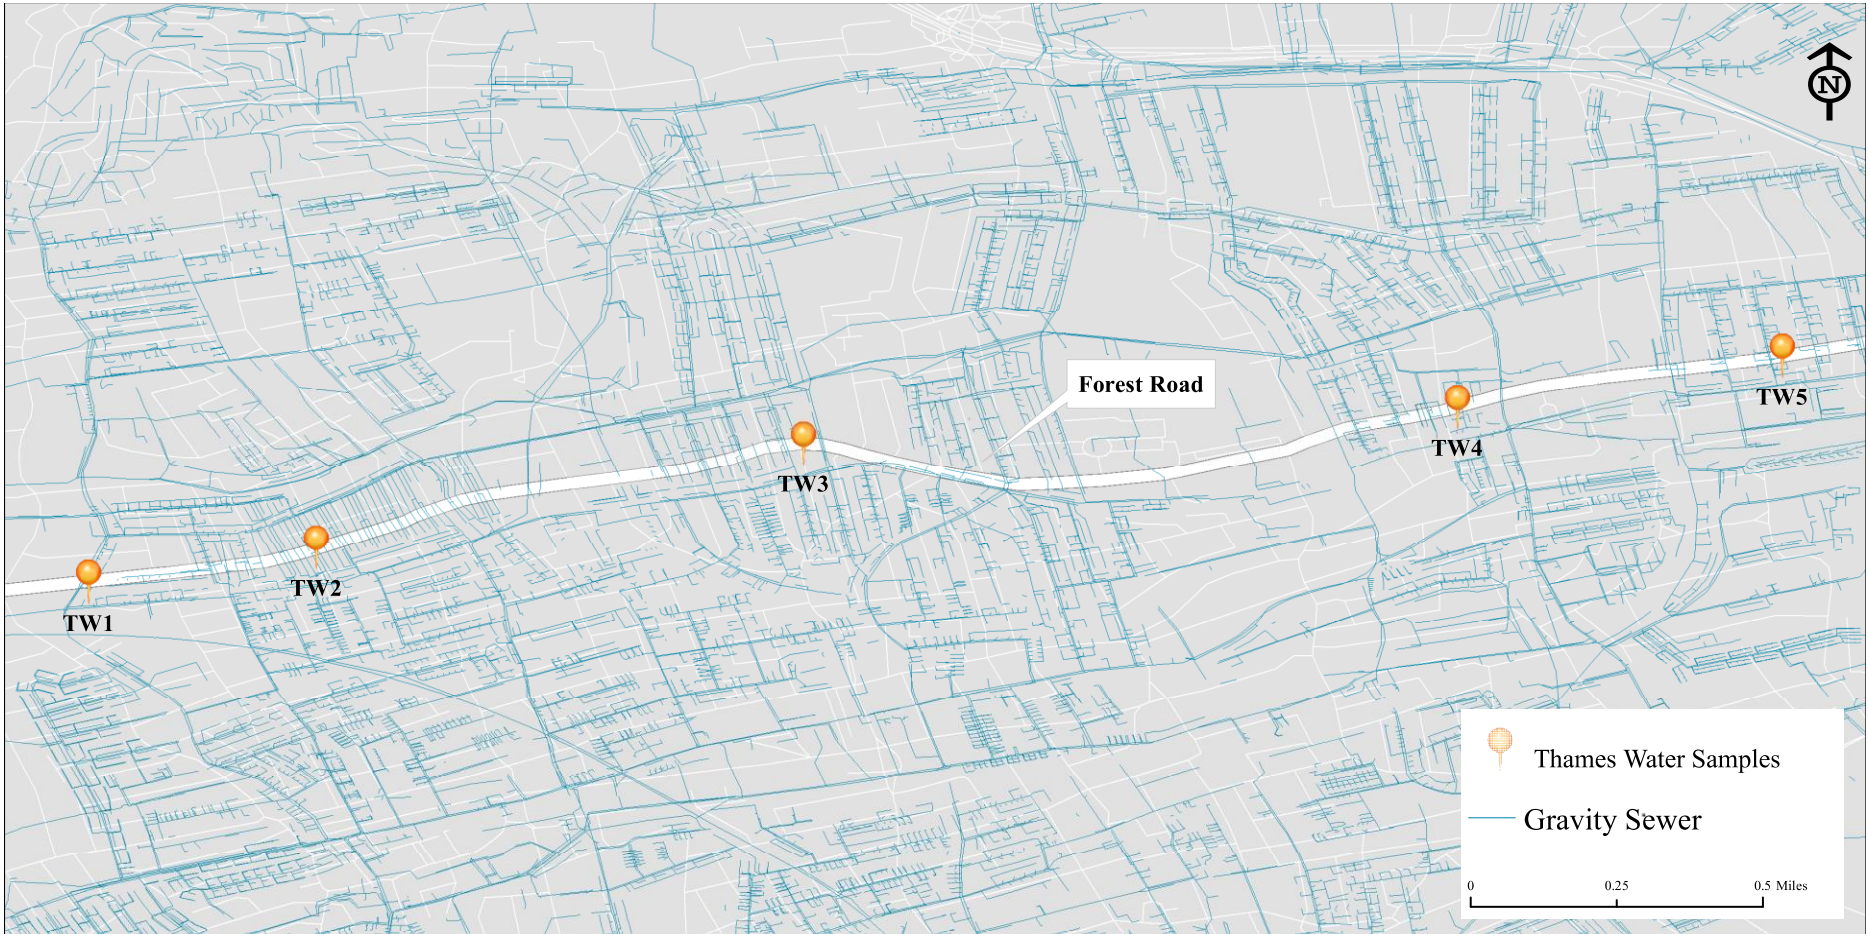 N
Forest Road
TW5
TW4
TW3
TW2
TW1
Thames Water Samples
Gravity Sewer
0 0.25 0.5 Miles